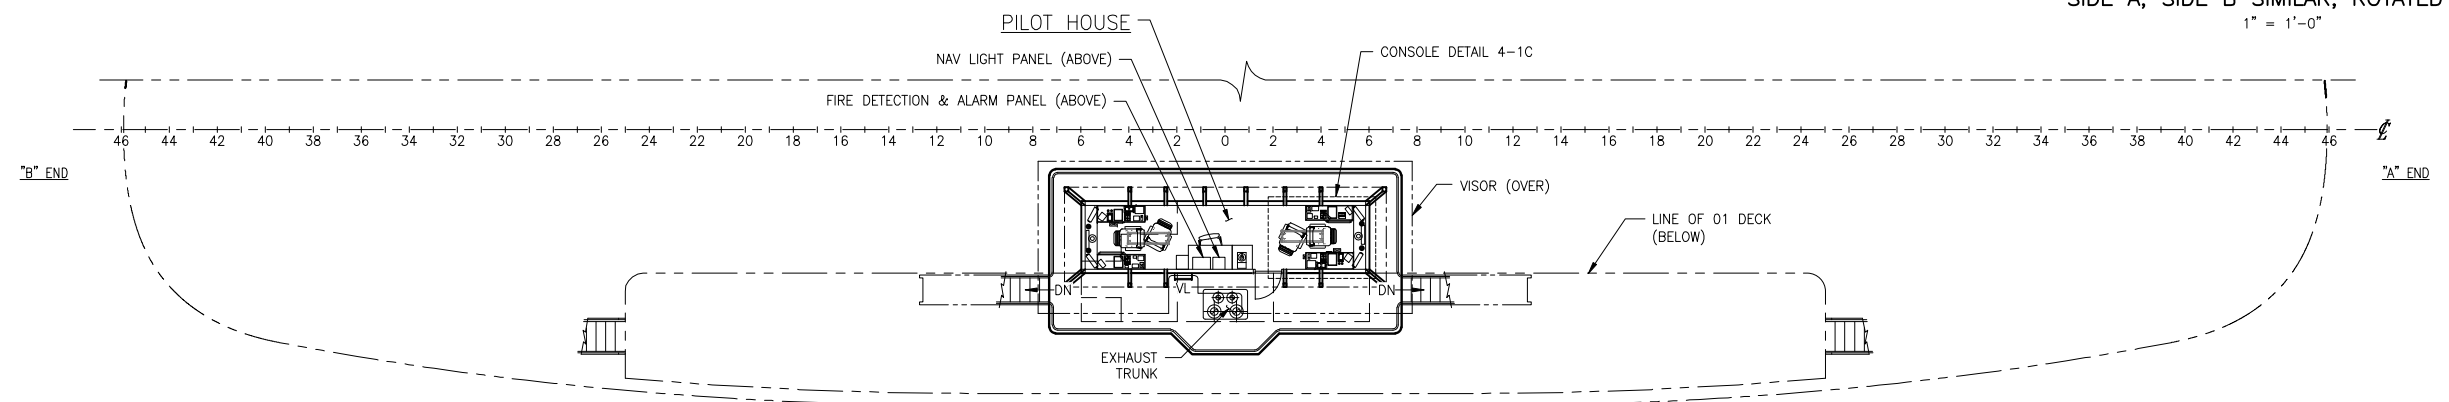 SIDE A, SIDE B SIMILAR, ROTATED
1" = 1'-0"
PILOT HOUSE
NAV LIGHT PANEL (ABOVE)
CONSOLE DETAIL 4-1C
FIRE DETECTION & ALARM PANEL (ABOVE)
46 44 42 40 38 36 34 32 30 28 26 24 22 20 18 16 14 12 10 8 6 4 2 0 2 4 6 8 10 12 14 16 18 20 22 24 26 28 30 32 34 36 38 40 42 44 46
"B" END
"A" END
VISOR (OVER)
LINE OF 01 DECK
(BELOW)
DN
VL
DN
EXHAUST
TRUNK